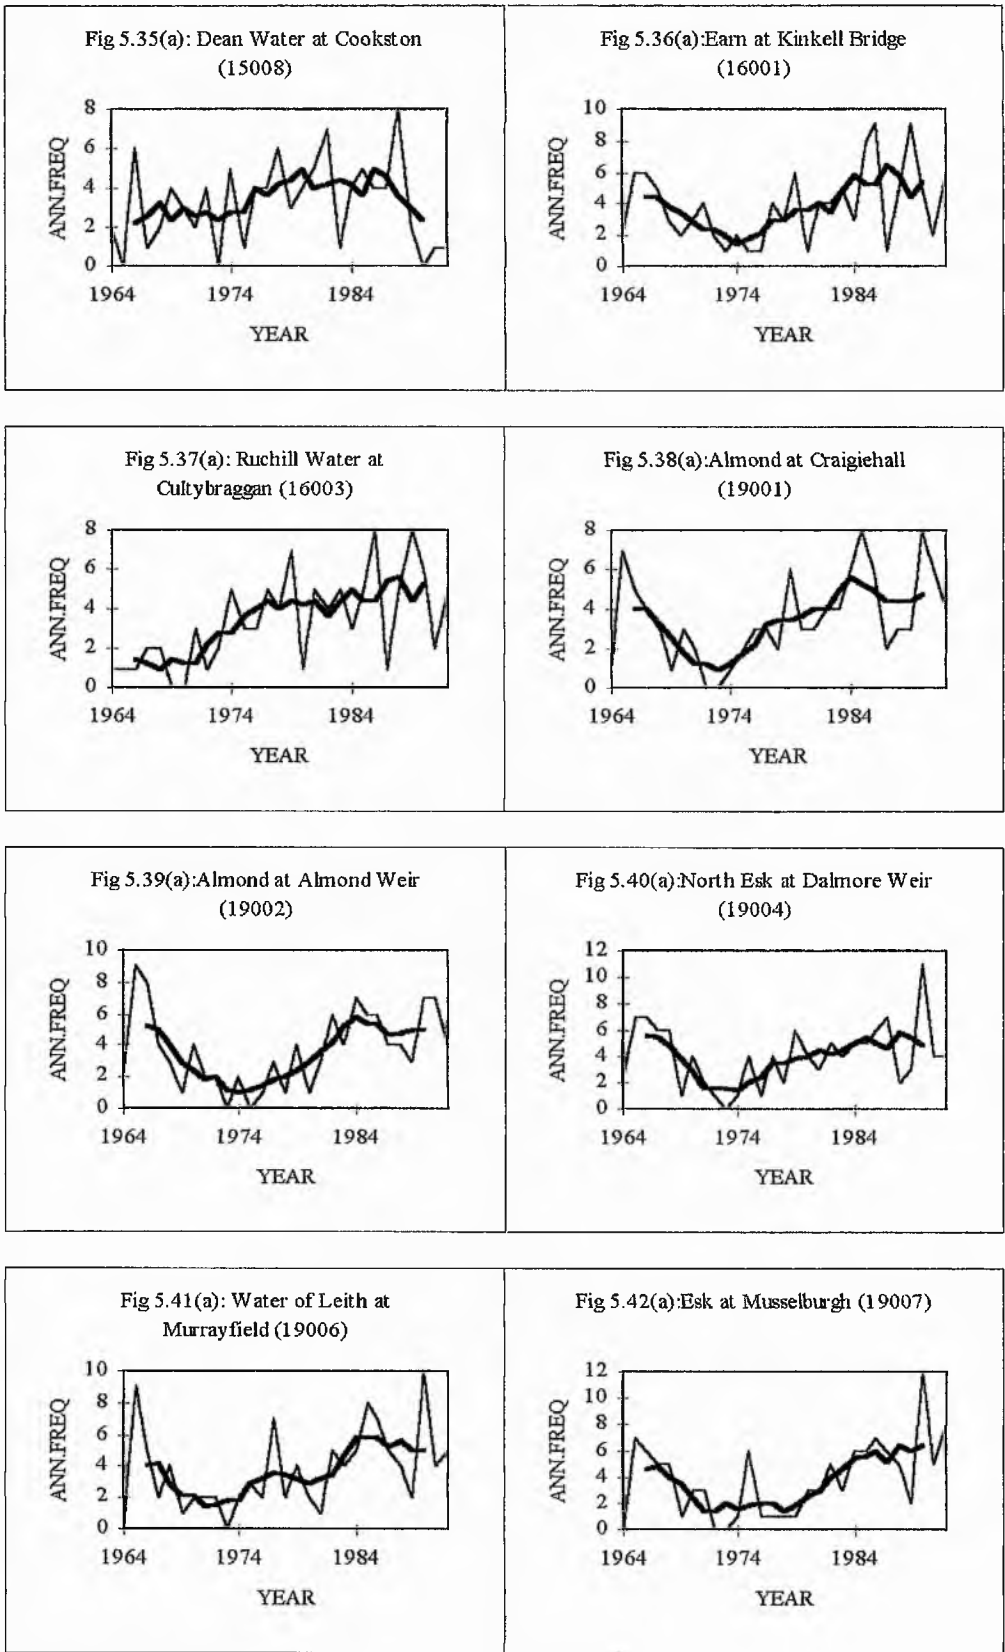 Fig 5.35(a): Dean Water at Cookston
(15008)
ANN.FREQ
8
6
4
2
0
1964 1974 1984
YEAR
Fig 5.36(a):Earn at Kinkell Bridge
(16001)
ANN.FREQ
10
8
6
4
2
0
1964 1974 1984
YEAR
Fig 5.37(a): Ruchill Water at
Cultybraggan (16003)
ANN.FREQ
8
6
4
2
0
1964 1974 1984
YEAR
Fig 5.38(a):Almond at Craigiehall
(19001)
ANN.FREQ
8
6
4
2
0
1964 1974 1984
YEAR
Fig 5.39(a):Almond at Almond Weir
(19002)
ANN.FREQ
10
8
6
4
2
0
1964 1974 1984
YEAR
Fig 5.40(a):North Esk at Dalmore Weir
(19004)
ANN.FREQ
12
10
8
6
4
2
0
1964 1974 1984
YEAR
Fig 5.41(a): Water of Leith at
Murrayfield (19006)
ANN.FREQ
10
8
6
4
2
0
1964 1974 1984
YEAR
Fig 5.42(a):Esk at Musselburgh (19007)
ANN.FREQ
12
10
8
6
4
2
0
1964 1974 1984
YEAR